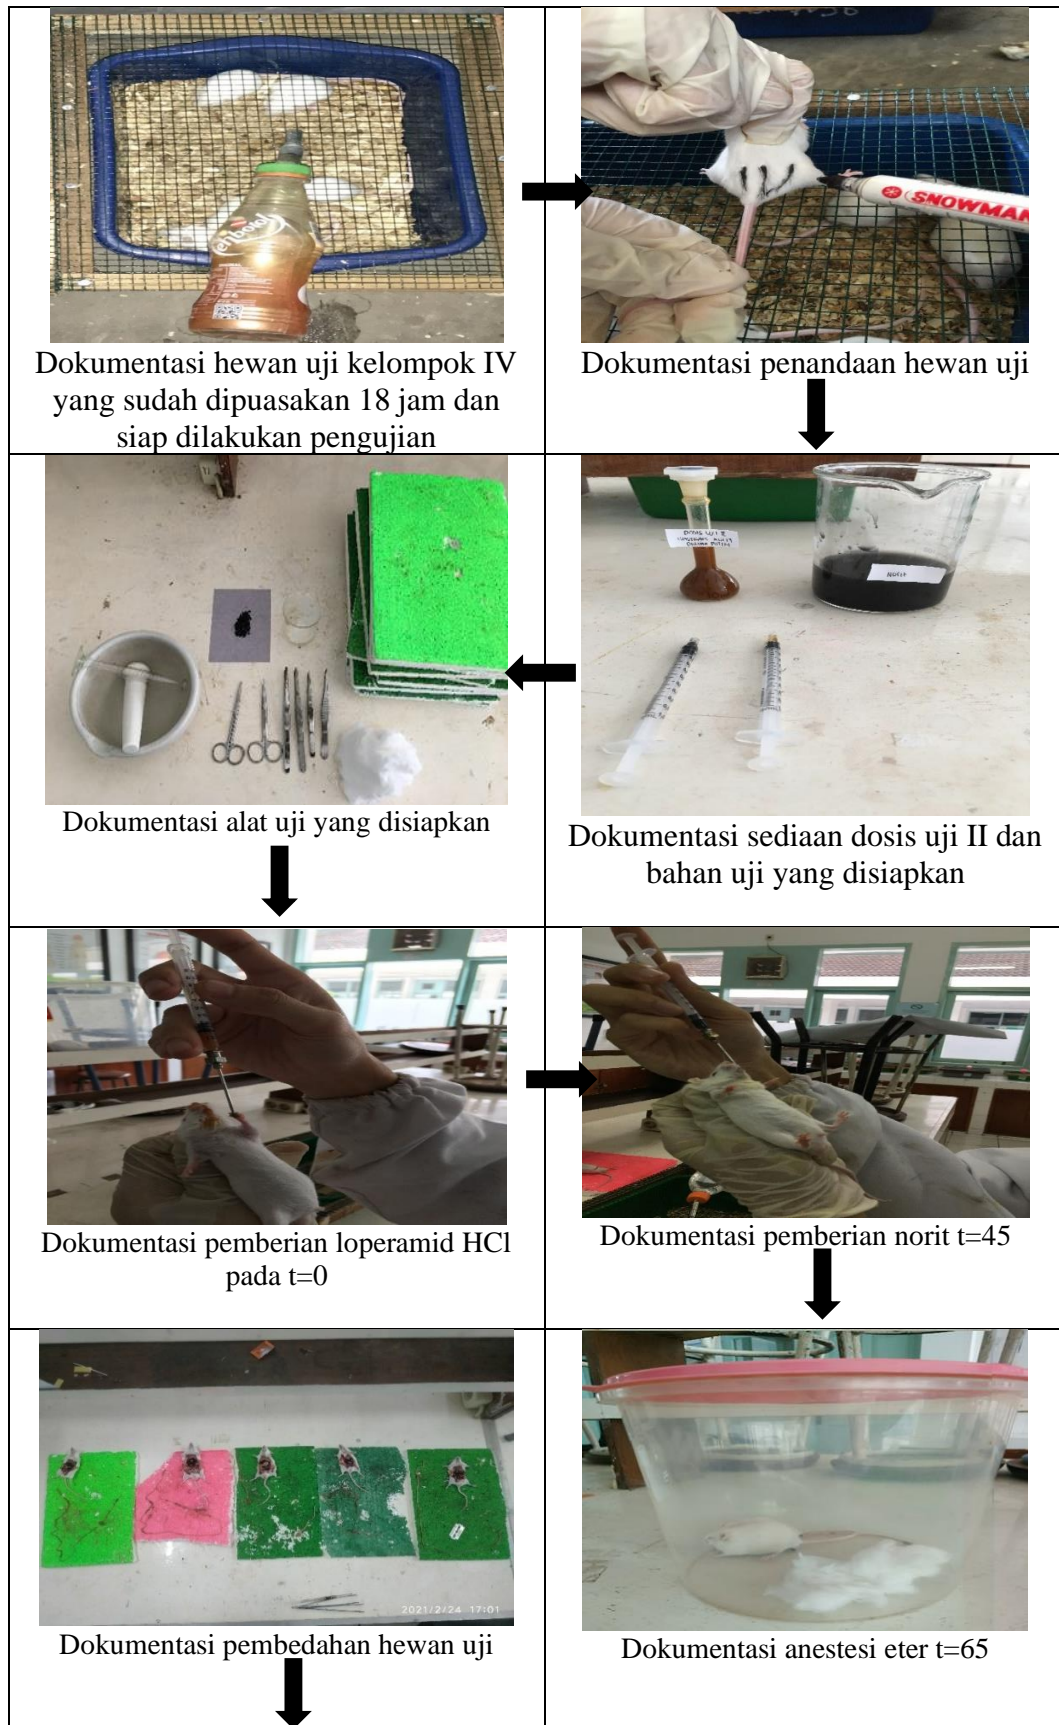 Dokumentasi hewan uji kelompok IV
yang sudah dipuasakan 18 jam dan
siap dilakukan pengujian
SNOWMAN
Dokumentasi penandaan hewan uji
Dokumentasi alat uji yang disiapkan
DOSIS UJI II
NORIT
Dokumentasi sediaan dosis uji II dan
bahan uji yang disiapkan
Dokumentasi pemberian loperamid HCl
pada t=0
Dokumentasi pemberian norit t=45
2021/2/24 17:01
Dokumentasi pembedahan hewan uji
Dokumentasi anestesi eter t=65